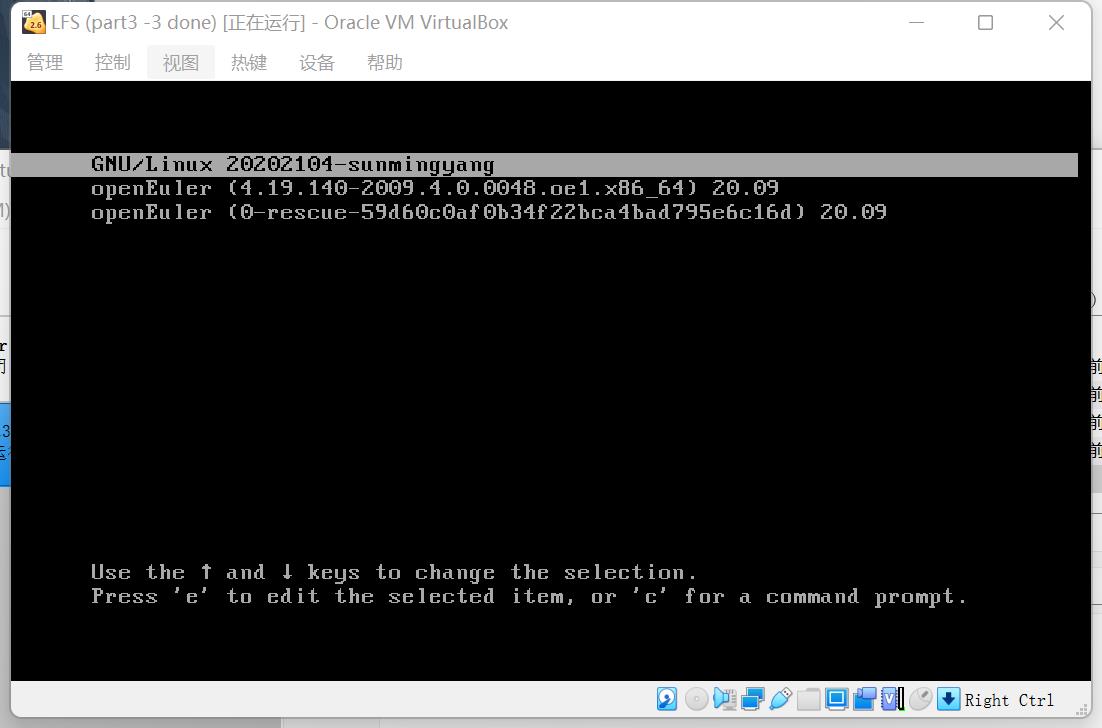 LFS (part3 -3 done) [正在运行] - Oracle VM VirtualBox
管理 控制 视图 热键 设备 帮助
GNU/Linux 20202104-sunmingyang
openEuler (4.19.140-2009.4.0.0048.oe1.x86_64) 20.09
openEuler (0-rescue-59d60c0af0b34f22bca4bad795e6c16d) 20.09
Use the ↑ and ↓ keys to change the selection.
Press 'e' to edit the selected item, or 'c' for a command prompt.
Right Ctrl